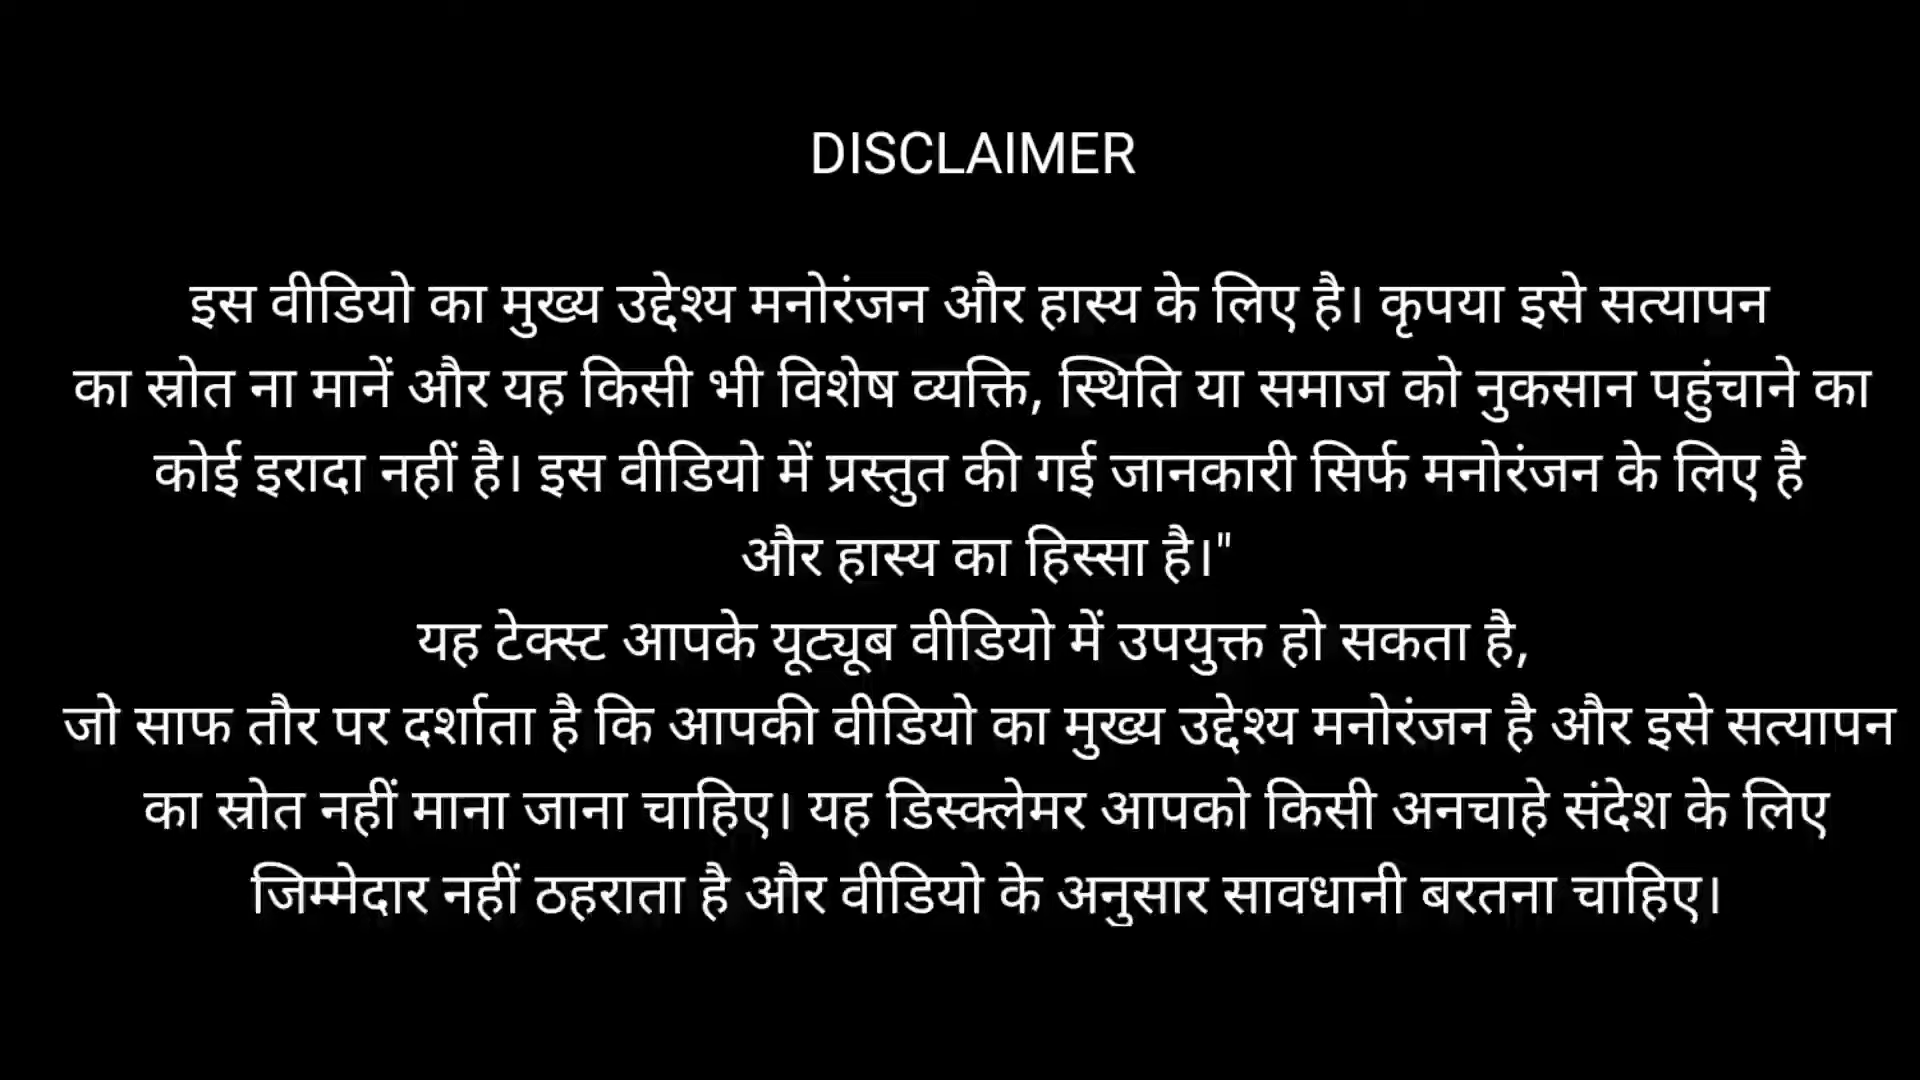 DISCLAIMER
इस वीडियो का मुख्य उद्देश्य मनोरंजन और हास्य के लिए है। कृपया इसे सत्यापन
का स्रोत ना मानें और यह किसी भी विशेष व्यक्ति, स्थिति या समाज को नुकसान पहुंचाने का
कोई इरादा नहीं है। इस वीडियो में प्रस्तुत की गई जानकारी सिर्फ मनोरंजन के लिए है
और हास्य का हिस्सा है।"
यह टेक्स्ट आपके यूट्यूब वीडियो में उपयुक्त हो सकता है,
जो साफ तौर पर दर्शाता है कि आपकी वीडियो का मुख्य उद्देश्य मनोरंजन है और इसे सत्यापन
का स्रोत नहीं माना जाना चाहिए। यह डिस्क्लेमर आपको किसी अनचाहे संदेश के लिए
जिम्मेदार नहीं ठहराता है और वीडियो के अनुसार सावधानी बरतना चाहिए।